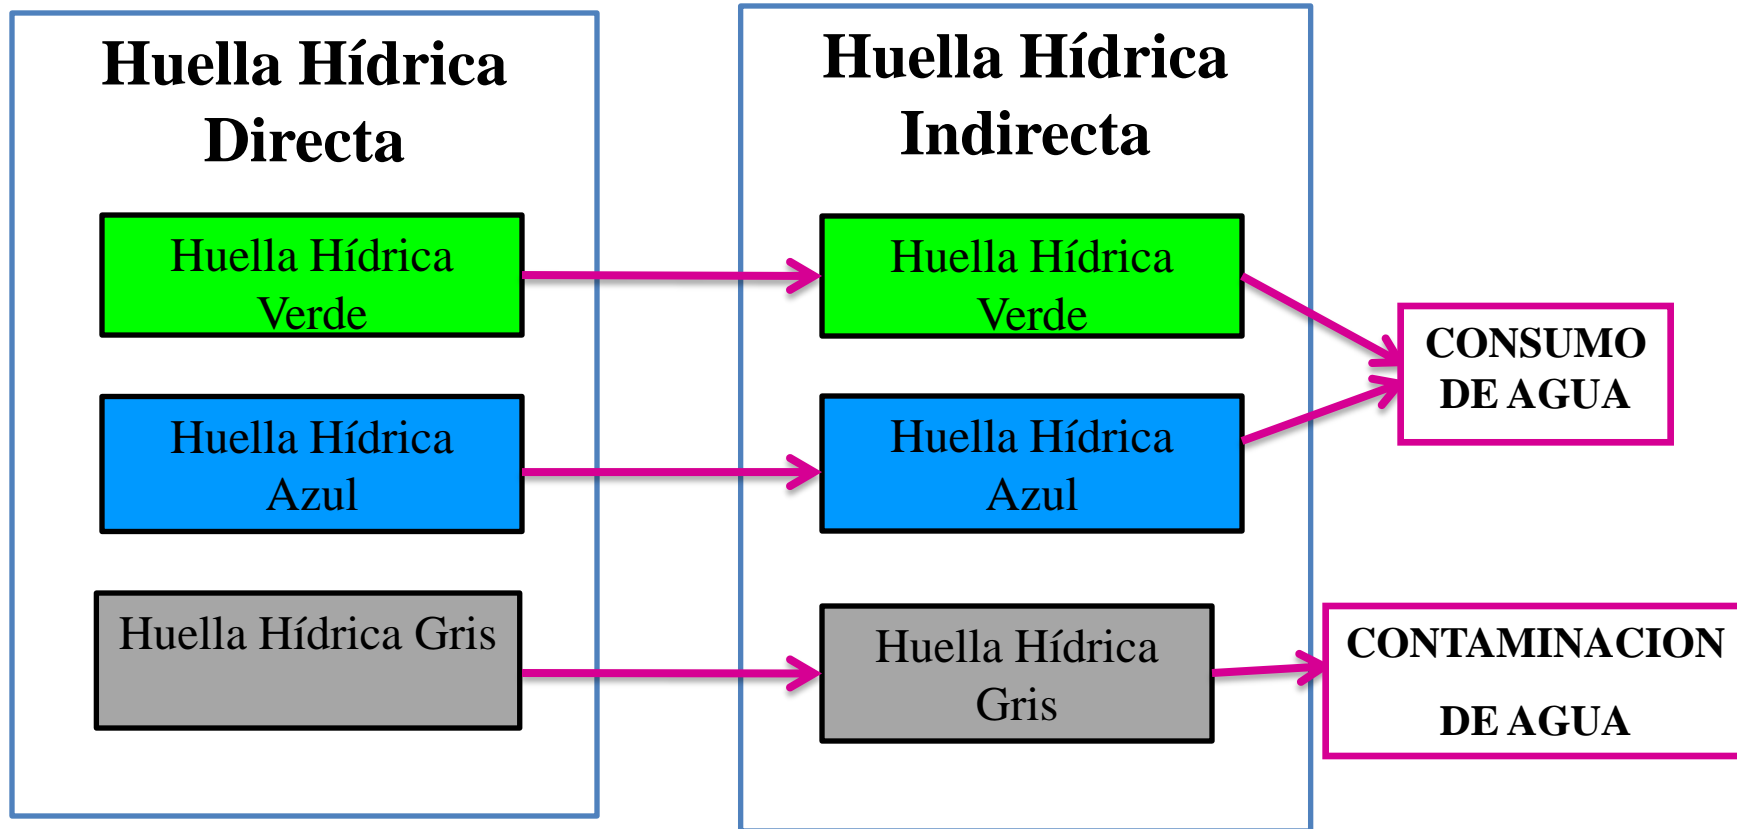 Huella Hídrica
Directa
Huella Hídrica
Verde
Huella Hídrica
Azul
Huella Hídrica Gris
Huella Hídrica
Indirecta
Huella Hídrica
Verde
Huella Hídrica
Azul
Huella Hídrica
Gris
CONSUMO
DE AGUA
CONTAMINACION
DE AGUA